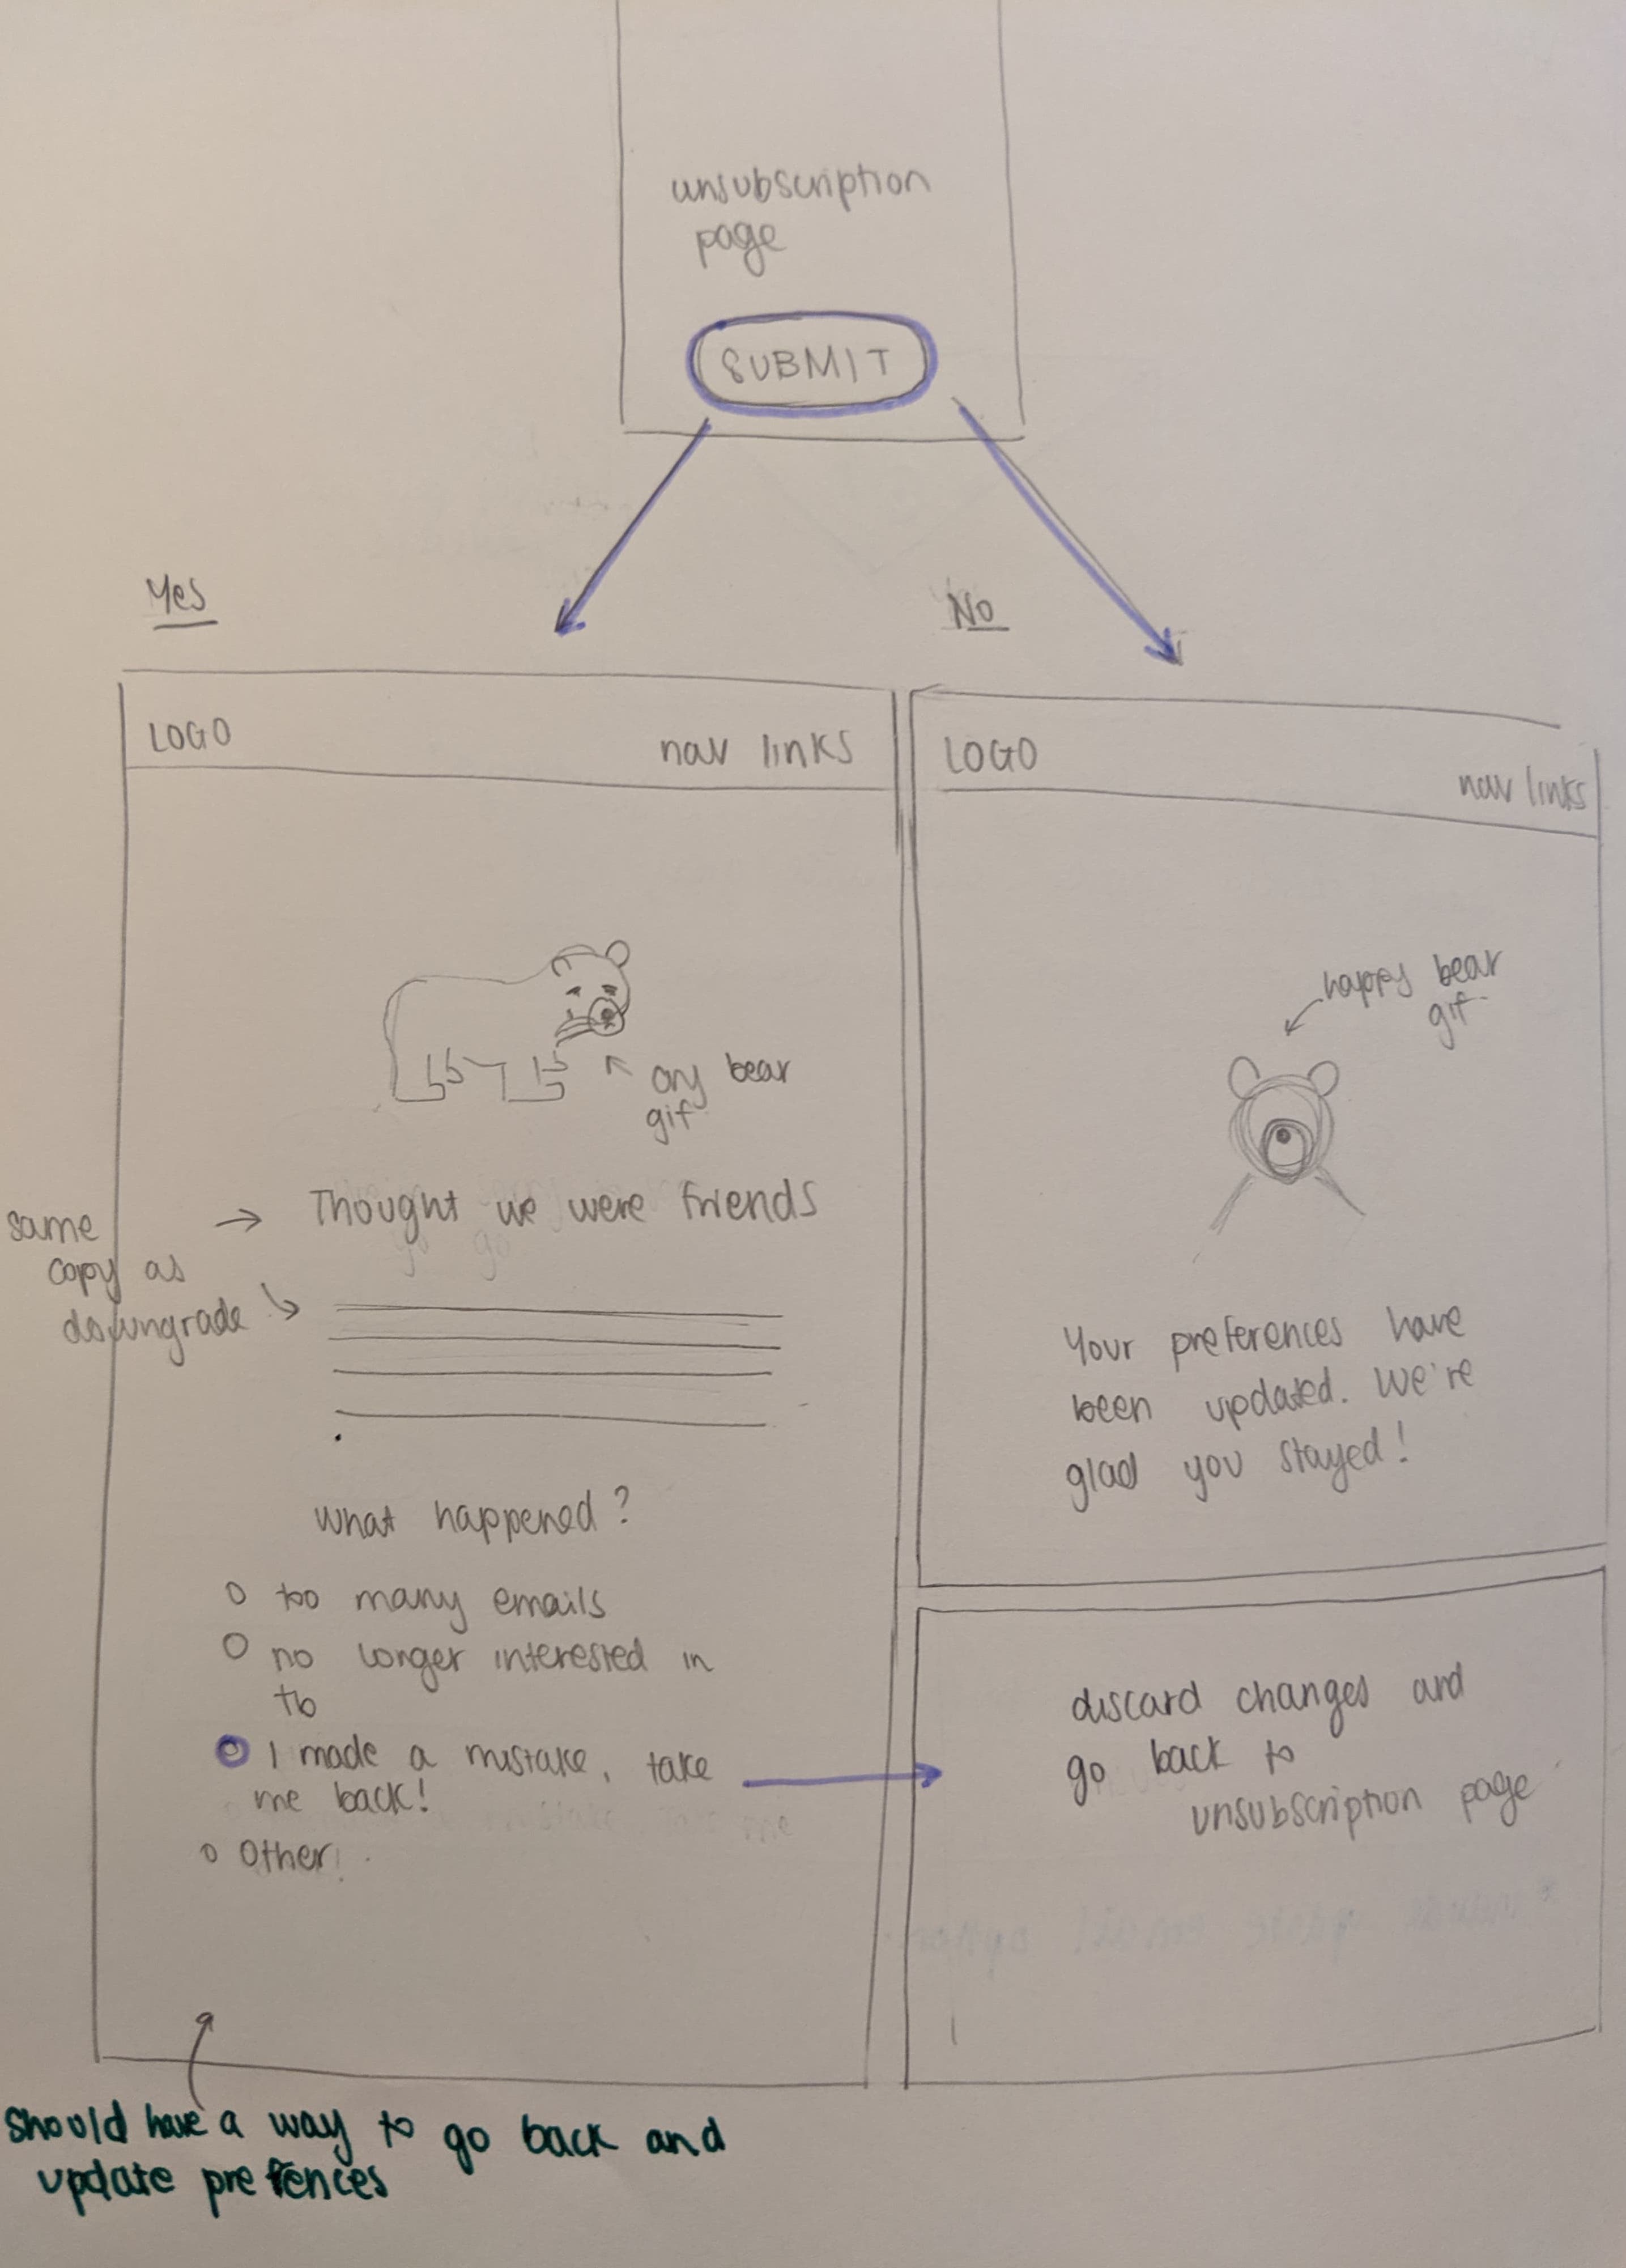 unsubscription
page
SUBMIT
Yes
No
LOGO
nav links
LOGO
nav links
happy bear
gif
cry bear
gif
same
copy as
downgrade
Thought we were friends
Your preferences have
been updated. We're
glad you stayed!
What happened?
too many emails
no longer interested in
tb
I made a mistake, take
me back!
Other
discard changes and
go back to
unsubscription page
Should have a way to go back and
update prefences